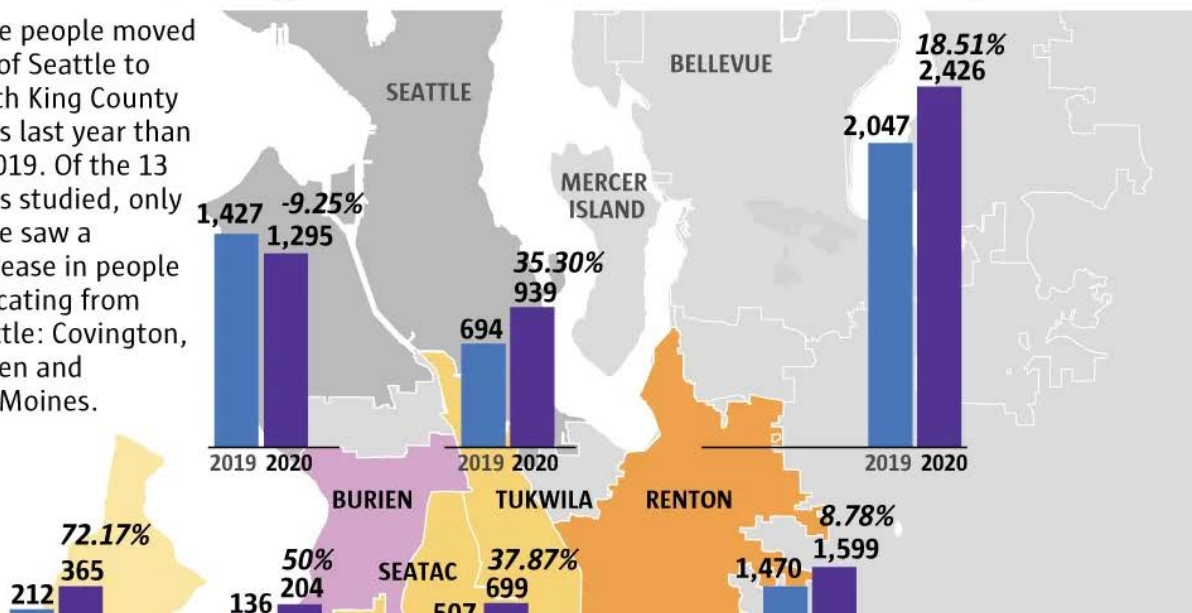 e people moved
of Seattle to
th King County
s last year than
019. Of the 13
s studied, only
e saw a
ease in people
cating from
tle: Covington,
en and
Moines.
SEATTLE
BELLEVUE
MERCER
ISLAND
1,427
-9.25%
1,295
2019 2020
694
35.30%
939
2019 2020
2,047
18.51%
2,426
2019 2020
BURIEN
TUKWILA
RENTON
SEATAC
212
72.17%
365
136
50%
204
507
37.87%
699
1,470
8.78%
1,599